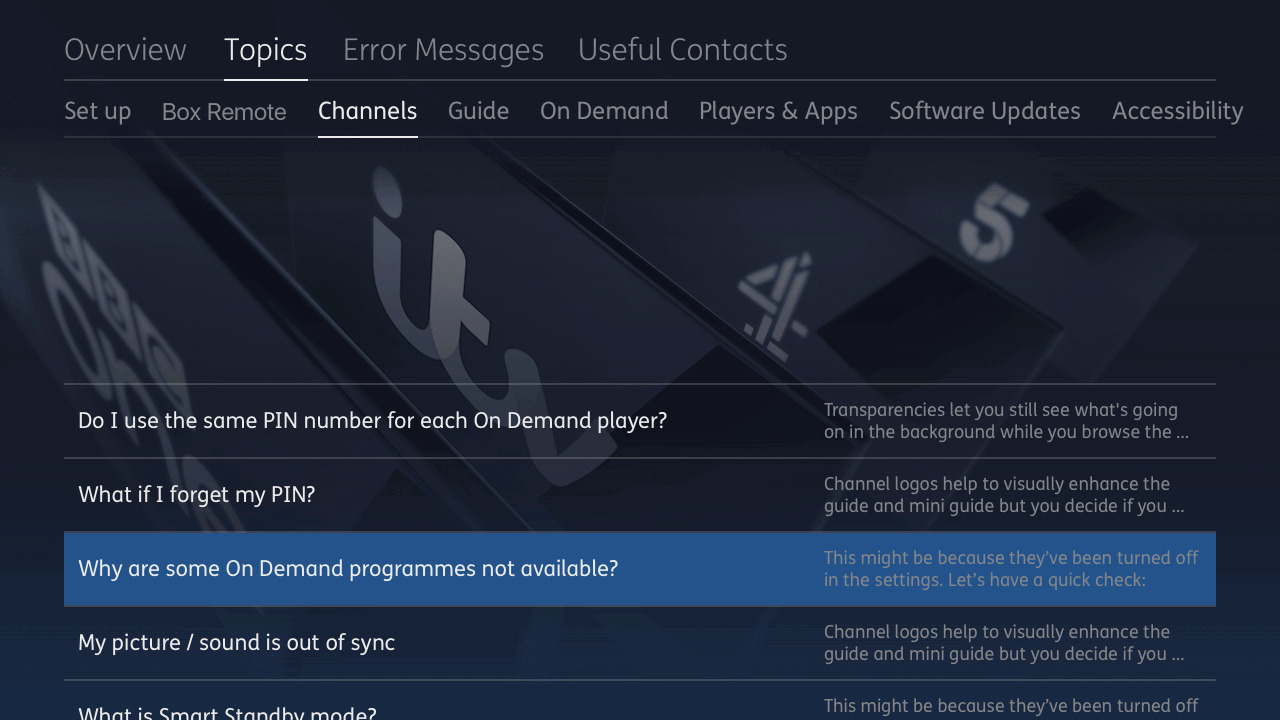 Overview Topics Error Messages Useful Contacts
Set up Box Remote Channels Guide On Demand Players & Apps Software Updates Accessibility
BBC
One
itv
4
5
Do I use the same PIN number for each On Demand player?
Transparencies let you still see what's going
on in the background while you browse the ...
What if I forget my PIN?
Channel logos help to visually enhance the
guide and mini guide but you decide if you ...
Why are some On Demand programmes not available?
This might be because they’ve been turned off
in the settings. Let’s have a quick check:
My picture / sound is out of sync
Channel logos help to visually enhance the
guide and mini guide but you decide if you ...
What is Smart Standby mode?
This might be because they’ve been turned off